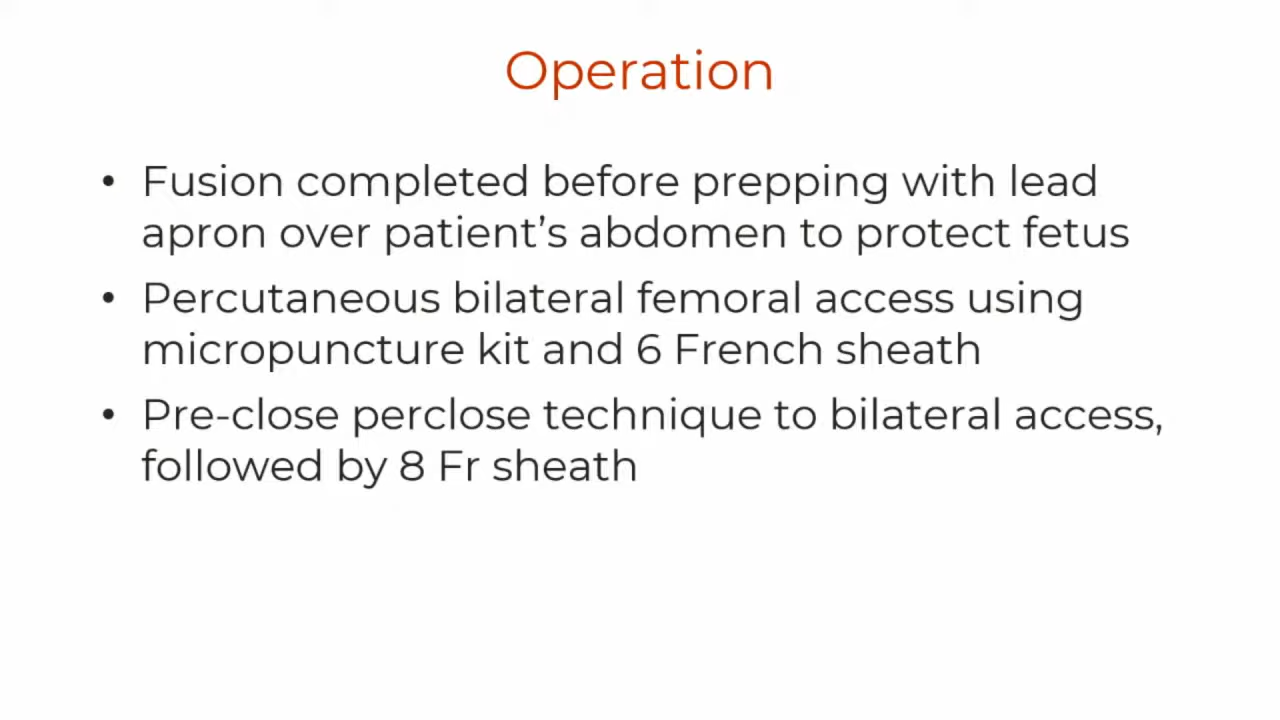 Operation
• Fusion completed before prepping with lead
apron over patient’s abdomen to protect fetus
• Percutaneous bilateral femoral access using
micropuncture kit and 6 French sheath
• Pre-close perclose technique to bilateral access,
followed by 8 Fr sheath